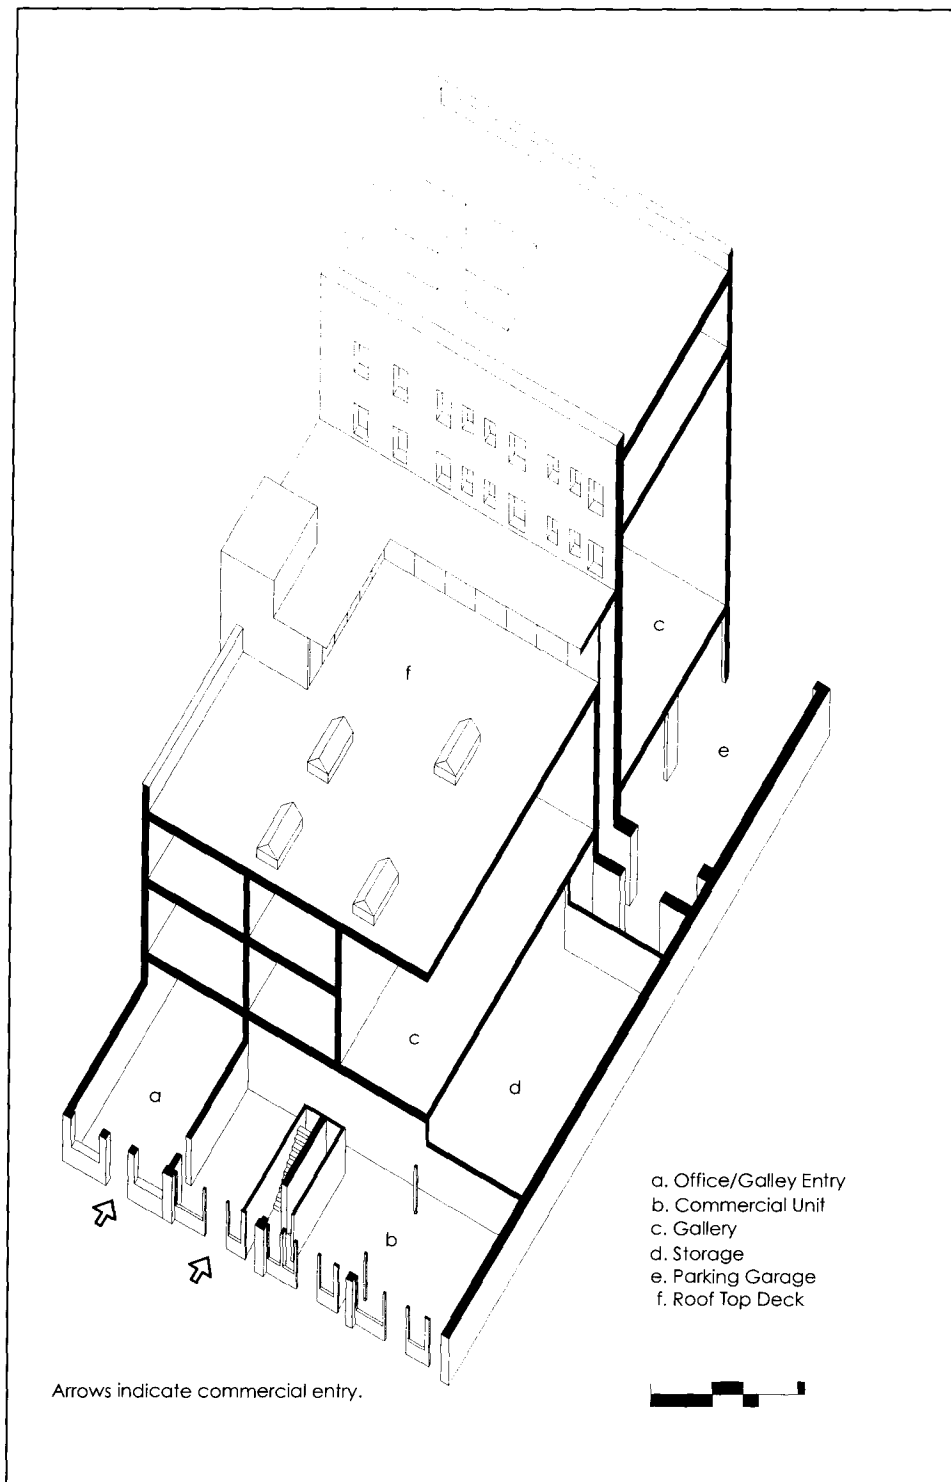 c
f
e
c
d
a
b
a. Office/Galley Entry
b. Commercial Unit
c. Gallery
d. Storage
e. Parking Garage
f. Roof Top Deck
Arrows indicate commercial entry.